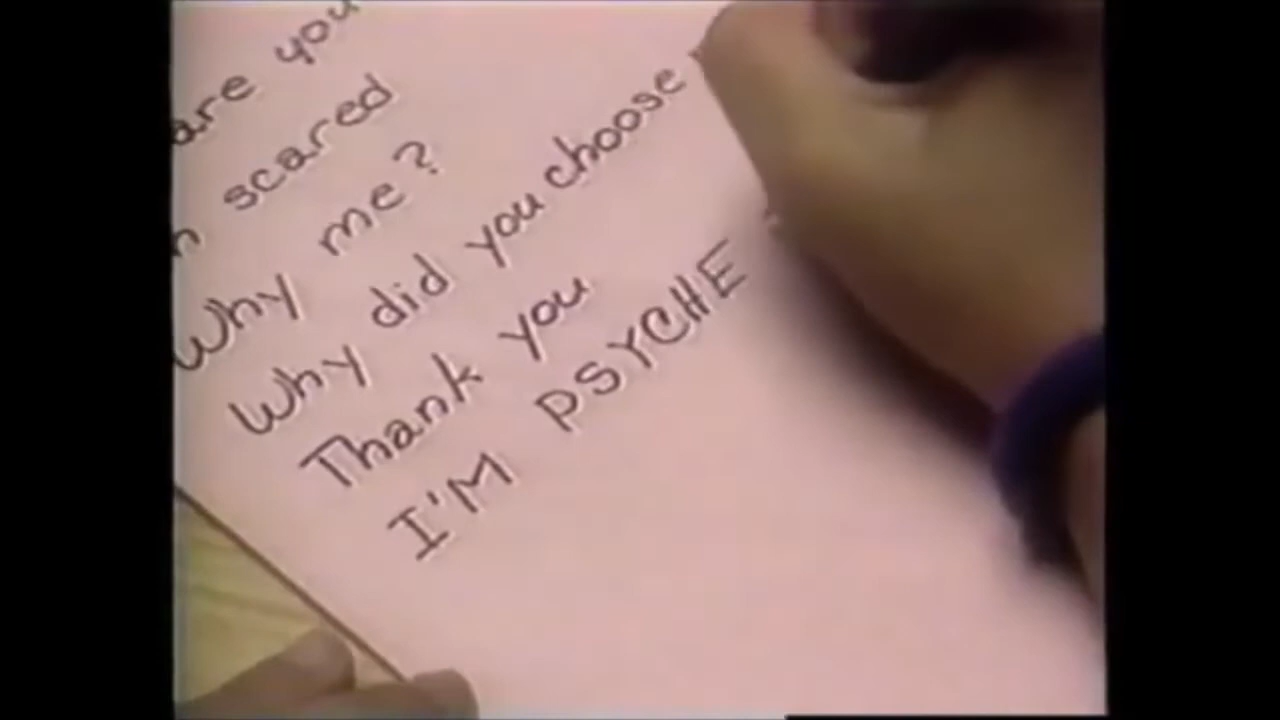 are you
scared
Why me?
Why did you choose
Thank you
I'M PSYCHE